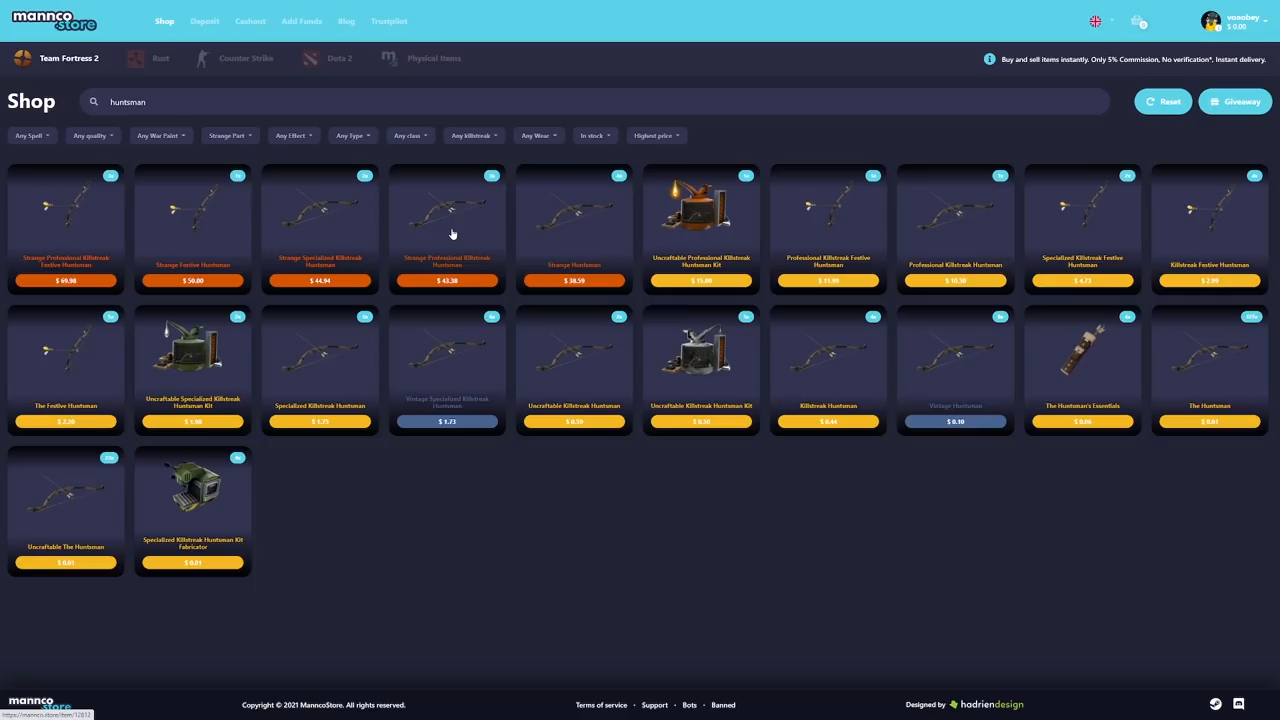 mannco
store
Shop
Deposit
Cashout
Add Funds
Blog
Trustpilot
0
voaobey
$ 0.00
Team Fortress 2
Rust
Counter Strike
Dota 2
Physical Items
Buy and sell items instantly. Only 5% Commission, No verification*, Instant delivery.
Shop
huntsman
Reset
Giveaway
Any Spell
Any quality
Any War Paint
Strange Part
Any Effect
Any Type
Any class
Any killstreak
Any Wear
In stock
Highest price
Strange Professional Killstreak
Festive Huntsman
$ 69.98
Strange Festive Huntsman
$ 50.00
Strange Specialized Killstreak
Huntsman
$ 44.94
Strange Professional Killstreak
Huntsman
$ 43.38
Strange Huntsman
$ 38.59
Uncraftable Professional Killstreak
Huntsman Kit
$ 15.00
Professional Killstreak Festive
Huntsman
$ 11.99
Professional Killstreak Huntsman
$ 10.50
Specialized Killstreak Festive
Huntsman
$ 4.73
Killstreak Festive Huntsman
$ 2.99
The Festive Huntsman
$ 2.20
Uncraftable Specialized Killstreak
Huntsman Kit
Specialized Killstreak Huntsman
$ 1.75
Vintage Specialized Killstreak
Huntsman
$ 1.73
Uncraftable Killstreak Huntsman
$ 0.59
Uncraftable Killstreak Huntsman Kit
$ 0.50
Killstreak Huntsman
$ 0.44
Vintage Huntsman
$ 0.10
The Huntsman's Essentials
$ 0.06
The Huntsman
$ 0.01
Uncraftable The Huntsman
$ 0.01
Specialized Killstreak Huntsman Kit
Fabricator
$ 0.01
mannco
store
Copyright © 2021 ManncoStore. All rights reserved.
Terms of service • Support • Bots • Banned
Designed by hadriendesign
https://mannco.store/item/12812